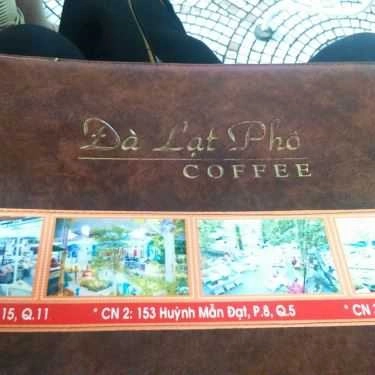 Đà Lạt Phố
COFFEE
15, Q.11
* CN 2: 153 Huỳnh Mẫn Đạt, P.8, Q.5
* CN